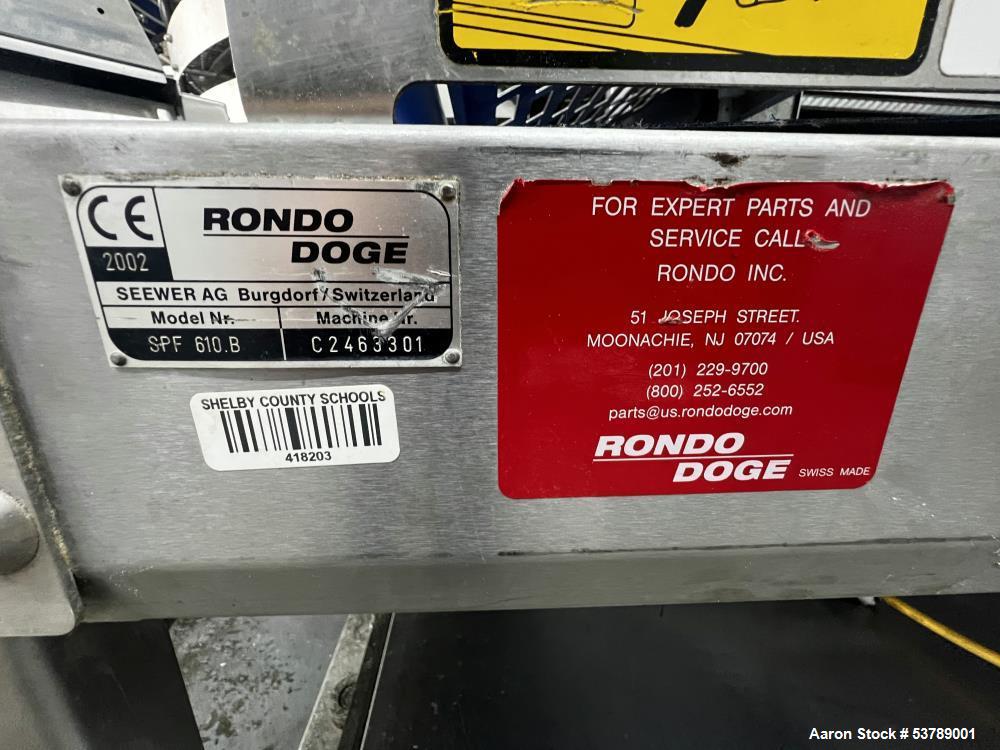 CE
2002
RONDO
DOGE
SEEWER AG Burgdorf/Switzerland
Model Nr. Machine Nr.
SPF 610.B C2463301
SHELBY COUNTY SCHOOLS
418203
FOR EXPERT PARTS AND
SERVICE CALL
RONDO INC.
51 JOSEPH STREET.
MOONACHIE, NJ 07074 / USA
(201) 229-9700
(800) 252-6552
parts@us.rondodoge.com
RONDO
DOGE SWISS MADE
Aaron Stock # 53789001